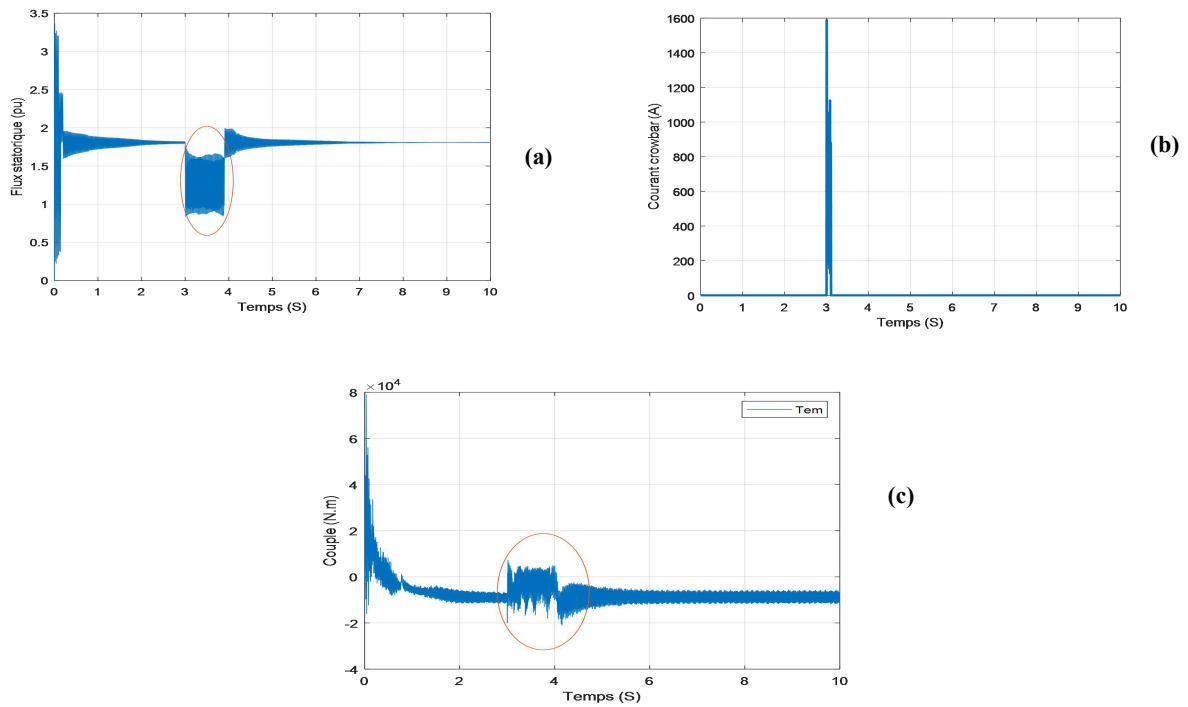 3.5
3
2.5
2
1.5
1
0.5
0
Flux statorique (pu)
0 1 2 3 4 5 6 7 8 9 10
Temps (S)
(a)
1600
1400
1200
1000
800
600
400
200
0
Courant crowbar (A)
0 1 2 3 4 5 6 7 8 9 10
Temps (S)
(b)
× 10^4
8
6
4
2
0
-2
-4
Couple (N.m)
Tem
0 2 4 6 8 10
Temps (S)
(c)